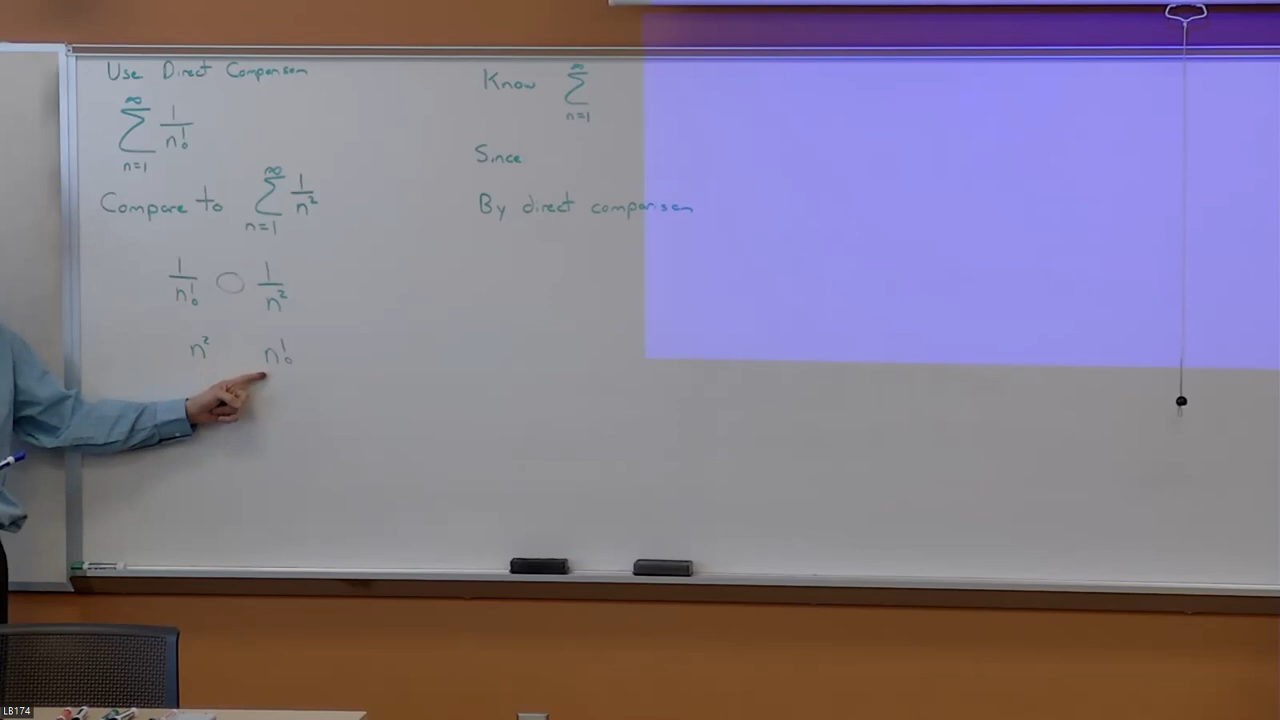 Use Direct Comparison
∞
∑ 1/n!
n=1
Compare to ∑ 1/n²
∞
n=1
1/n! ○ 1/n²
n² n!
Know ∑
∞
n=1
Since
By direct comparison
LB174